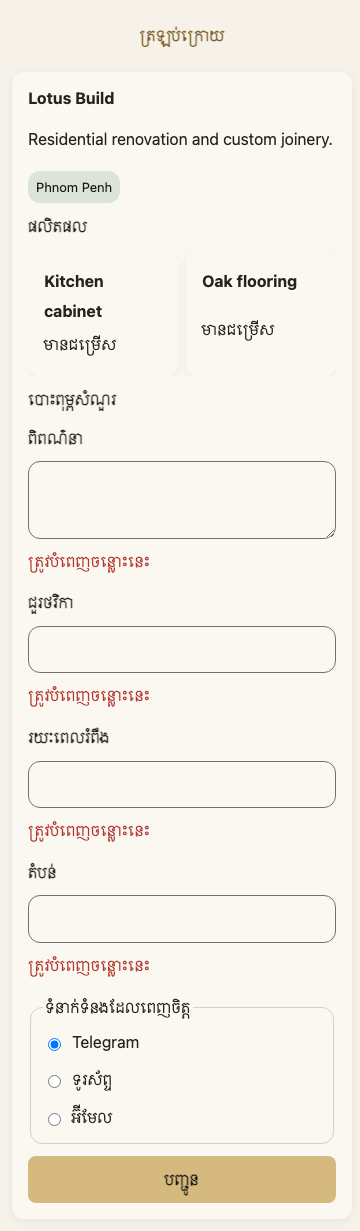 ត្រឡប់ក្រោយ
Lotus Build
Residential renovation and custom joinery.
Phnom Penh
ផលិតផល
Kitchen
cabinet
មានជម្រើស
Oak flooring
មានជម្រើស
បោះពុម្ពសំណួរ
ពិពណ៌នា
ត្រូវបំពេញចន្លោះនេះ
ជួរថវិកា
ត្រូវបំពេញចន្លោះនេះ
រយៈពេលរំពឹង
ត្រូវបំពេញចន្លោះនេះ
តំបន់
ត្រូវបំពេញចន្លោះនេះ
ទំនាក់ទំនងដែលពេញចិត្ត
Telegram
ទូរស័ព្ទ
អ៊ីមែល
បញ្ជូន